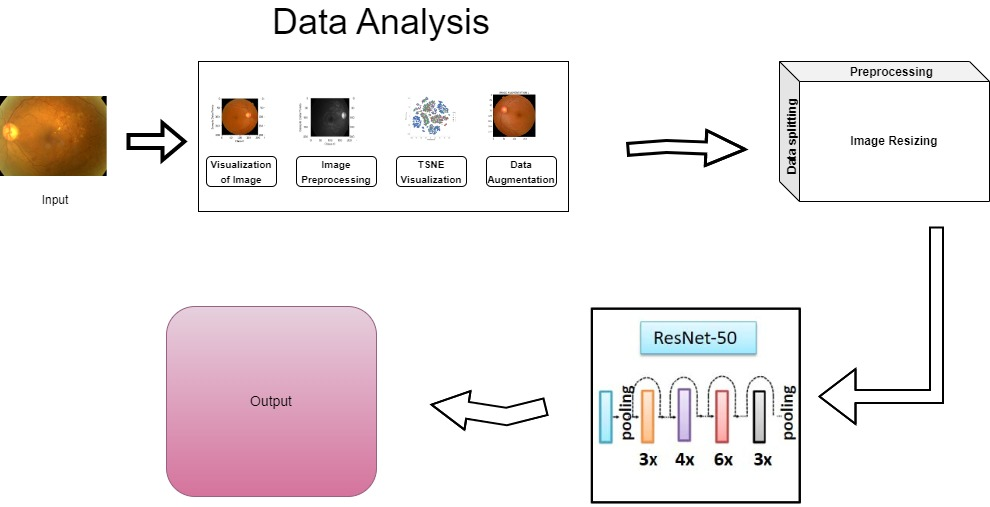 Data Analysis
Input
Visualization
of Image
Image
Preprocessing
TSNE
Visualization
Data
Augmentation
Preprocessing
Data splitting
Image Resizing
ResNet-50
pooling
pooling
3x
4x
6x
3x
Output